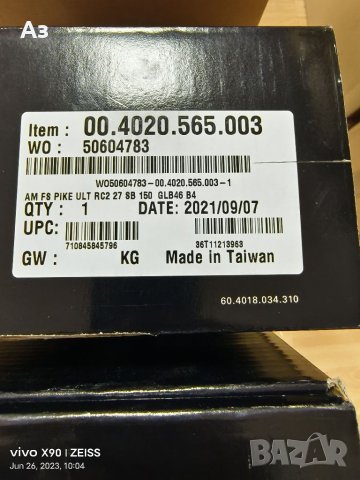 Аз
Item : 00.4020.565.003
WO : 50604783
WO50604783-00.4020.565.003-1
AM FS PIKE ULT RC2 27 SB 150 GLB46 B4
QTY : 1 DATE: 2021/09/07
UPC:
710845845796 36T11213963
GW : KG Made in Taiwan
60.4018.034.310
vivo X90 | ZEISS
Jun 26, 2023, 10:04
BAZAR